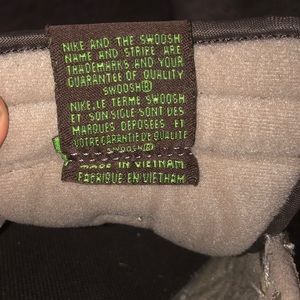 NIKE AND THE SWOOSH
NAME AND STRIPE ARE
TRADEMARKS AND YOUR
GUARANTEE OF QUALITY
SWOOSH®
NIKE, LE TERME SWOOSH
ET SON SIGLE SONT DES
MARQUES DEPOSEES ET
VOTRE GARANTIE DE QUALITE
SWOOSH®
MADE IN VIETNAM
FABRIQUE EN VIETNAM